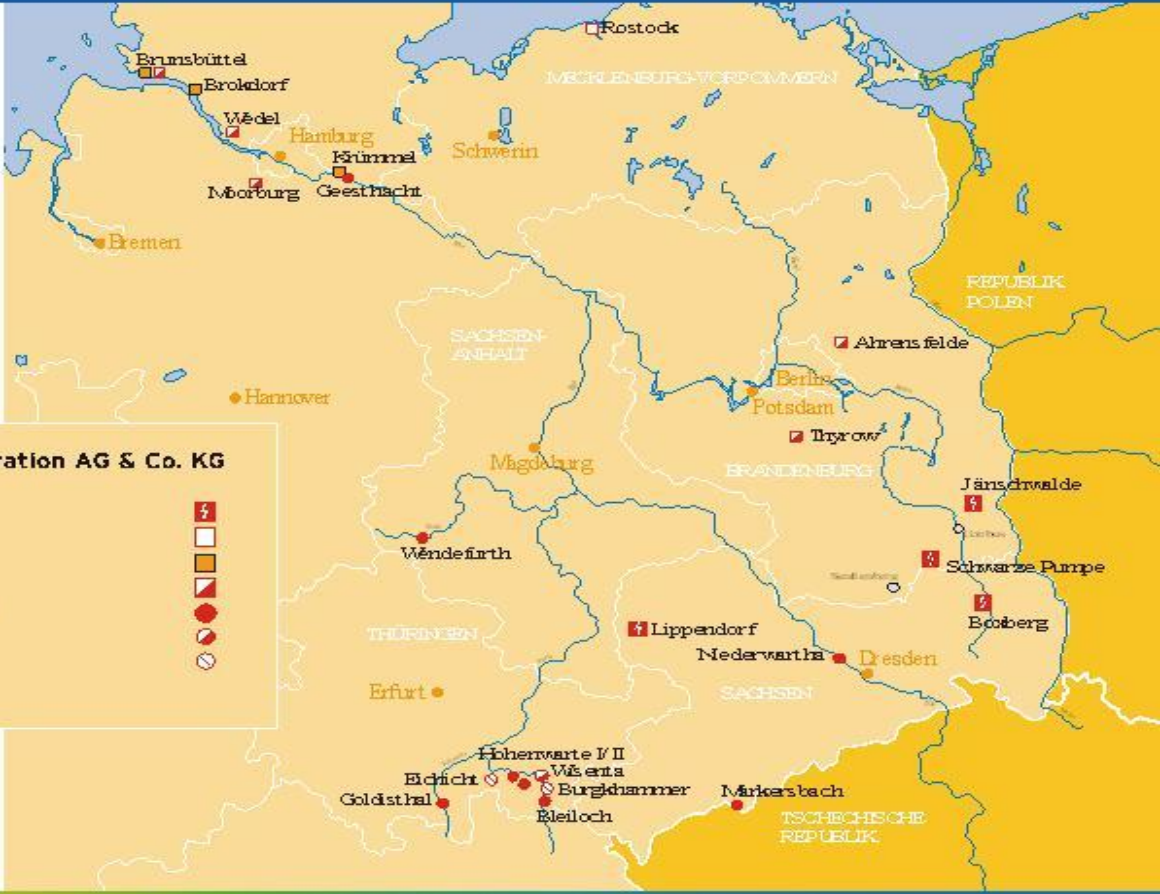 Rostock
Brunsbüttel
MECKLENBURG-VORPOMMERN
Brokdorf
Wedel
Hamburg
Schwerin
Krümmel
Moorburg
Geesthacht
Bremen
REPUBLIK
POLEN
SACHSEN-
ANHALT
Ahrensfelde
Berlin
Hannover
Potsdam
Thyrow
ration AG & Co. KG
Magdeburg
BRANDENBURG
Jänschwalde
Wendefurth
Schwarze Pumpe
Boxberg
THÜRINGEN
Lippendorf
Niederwartha
Dresden
Erfurt
SACHSEN
Hohenwarte I/II
Wisenta
Eichicht
Burgkhammer
Goldisthal
Markersbach
Bleiloch
TSCHECHISCHE
REPUBLIK